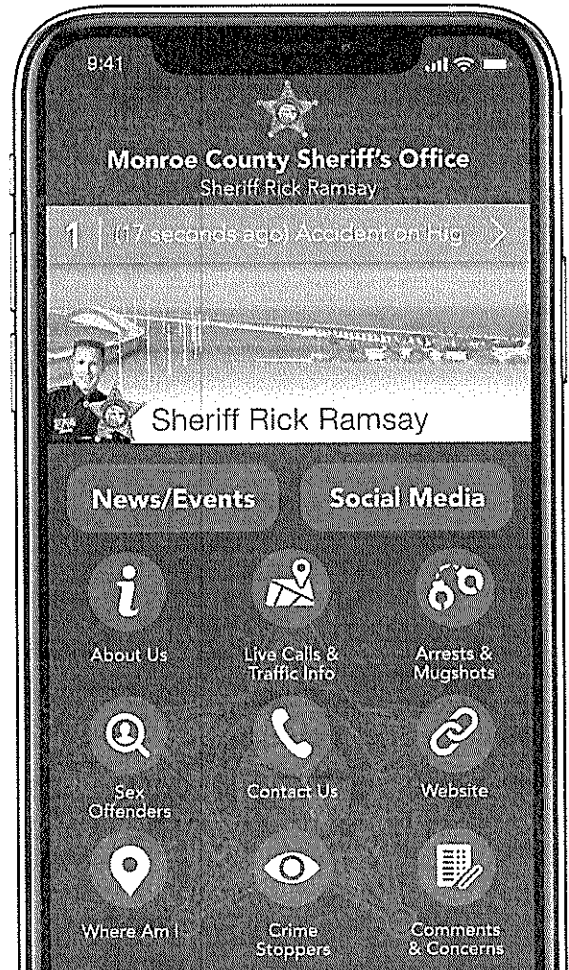 9:41
Monroe County Sheriff's Office
Sheriff Rick Ramsay
1 (17 seconds ago) Accident on Hig
Sheriff Rick Ramsay
News/Events Social Media
About Us
Live Calls &
Traffic Info
Arrests &
Mugshots
Sex
Offenders
Contact Us
Website
Where Am I
Crime
Stoppers
Comments
& Concerns